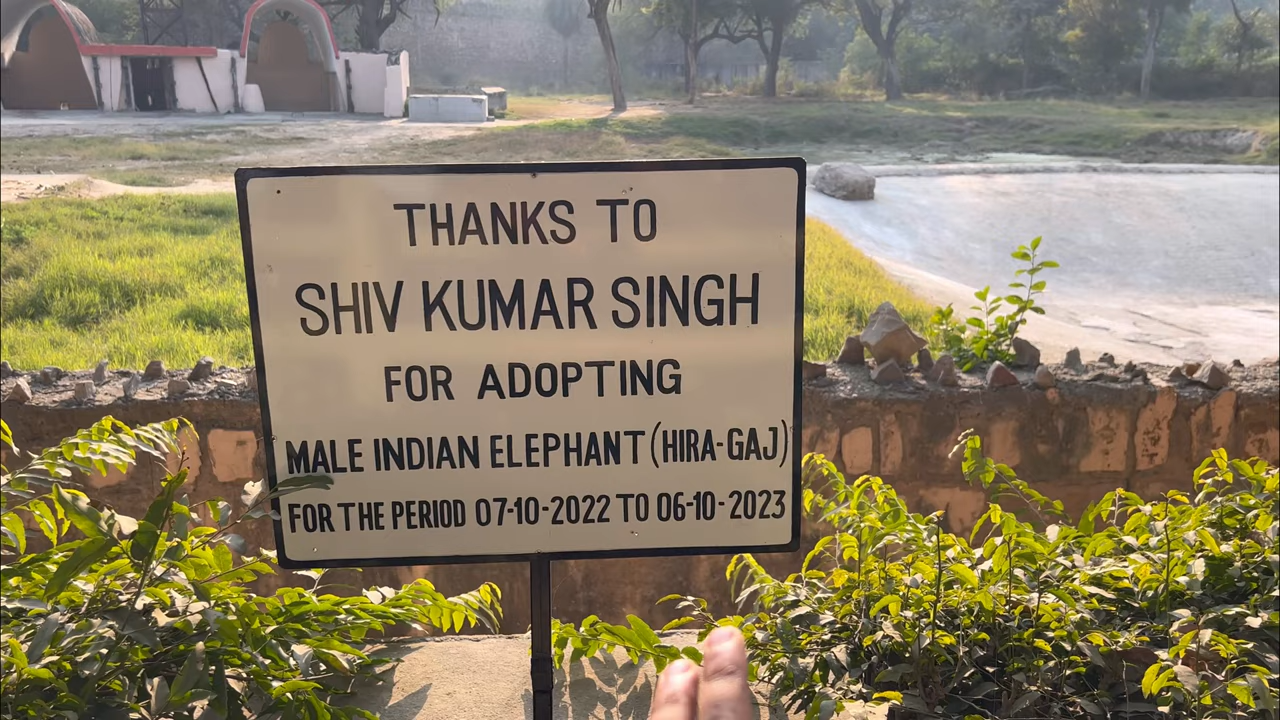 THANKS TO
SHIV KUMAR SINGH
FOR ADOPTING
MALE INDIAN ELEPHANT (HIRA-GAJ)
FOR THE PERIOD 07-10-2022 TO 06-10-2023